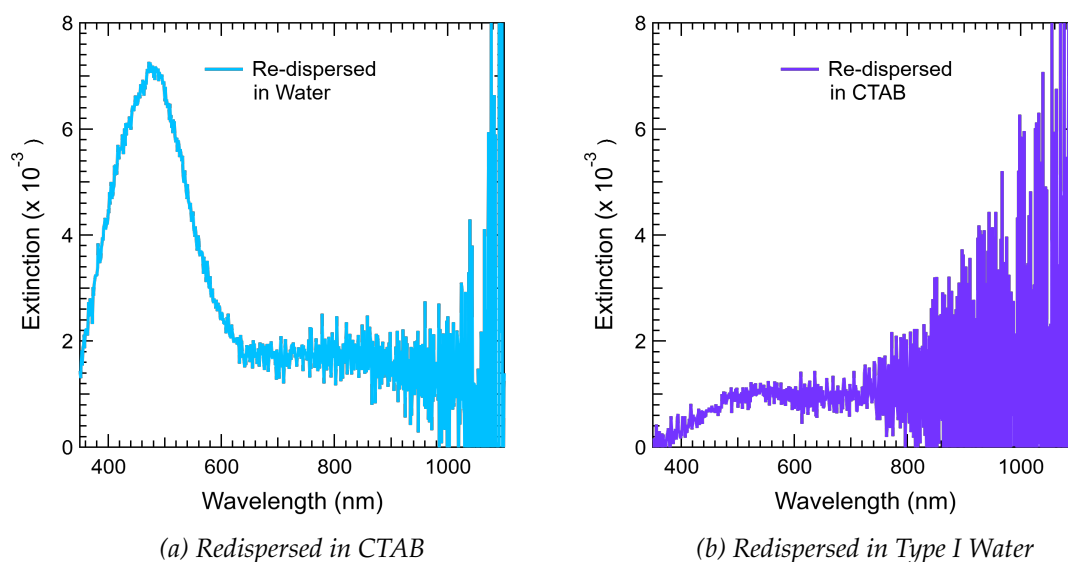 8
6
4
2
0
Extinction (x 10⁻³ )
Re-dispersed
in Water
400
600
800
1000
Wavelength (nm)
(a) Redispersed in CTAB
8
6
4
2
0
Extinction (x 10⁻³ )
Re-dispersed
in CTAB
400
600
800
1000
Wavelength (nm)
(b) Redispersed in Type I Water